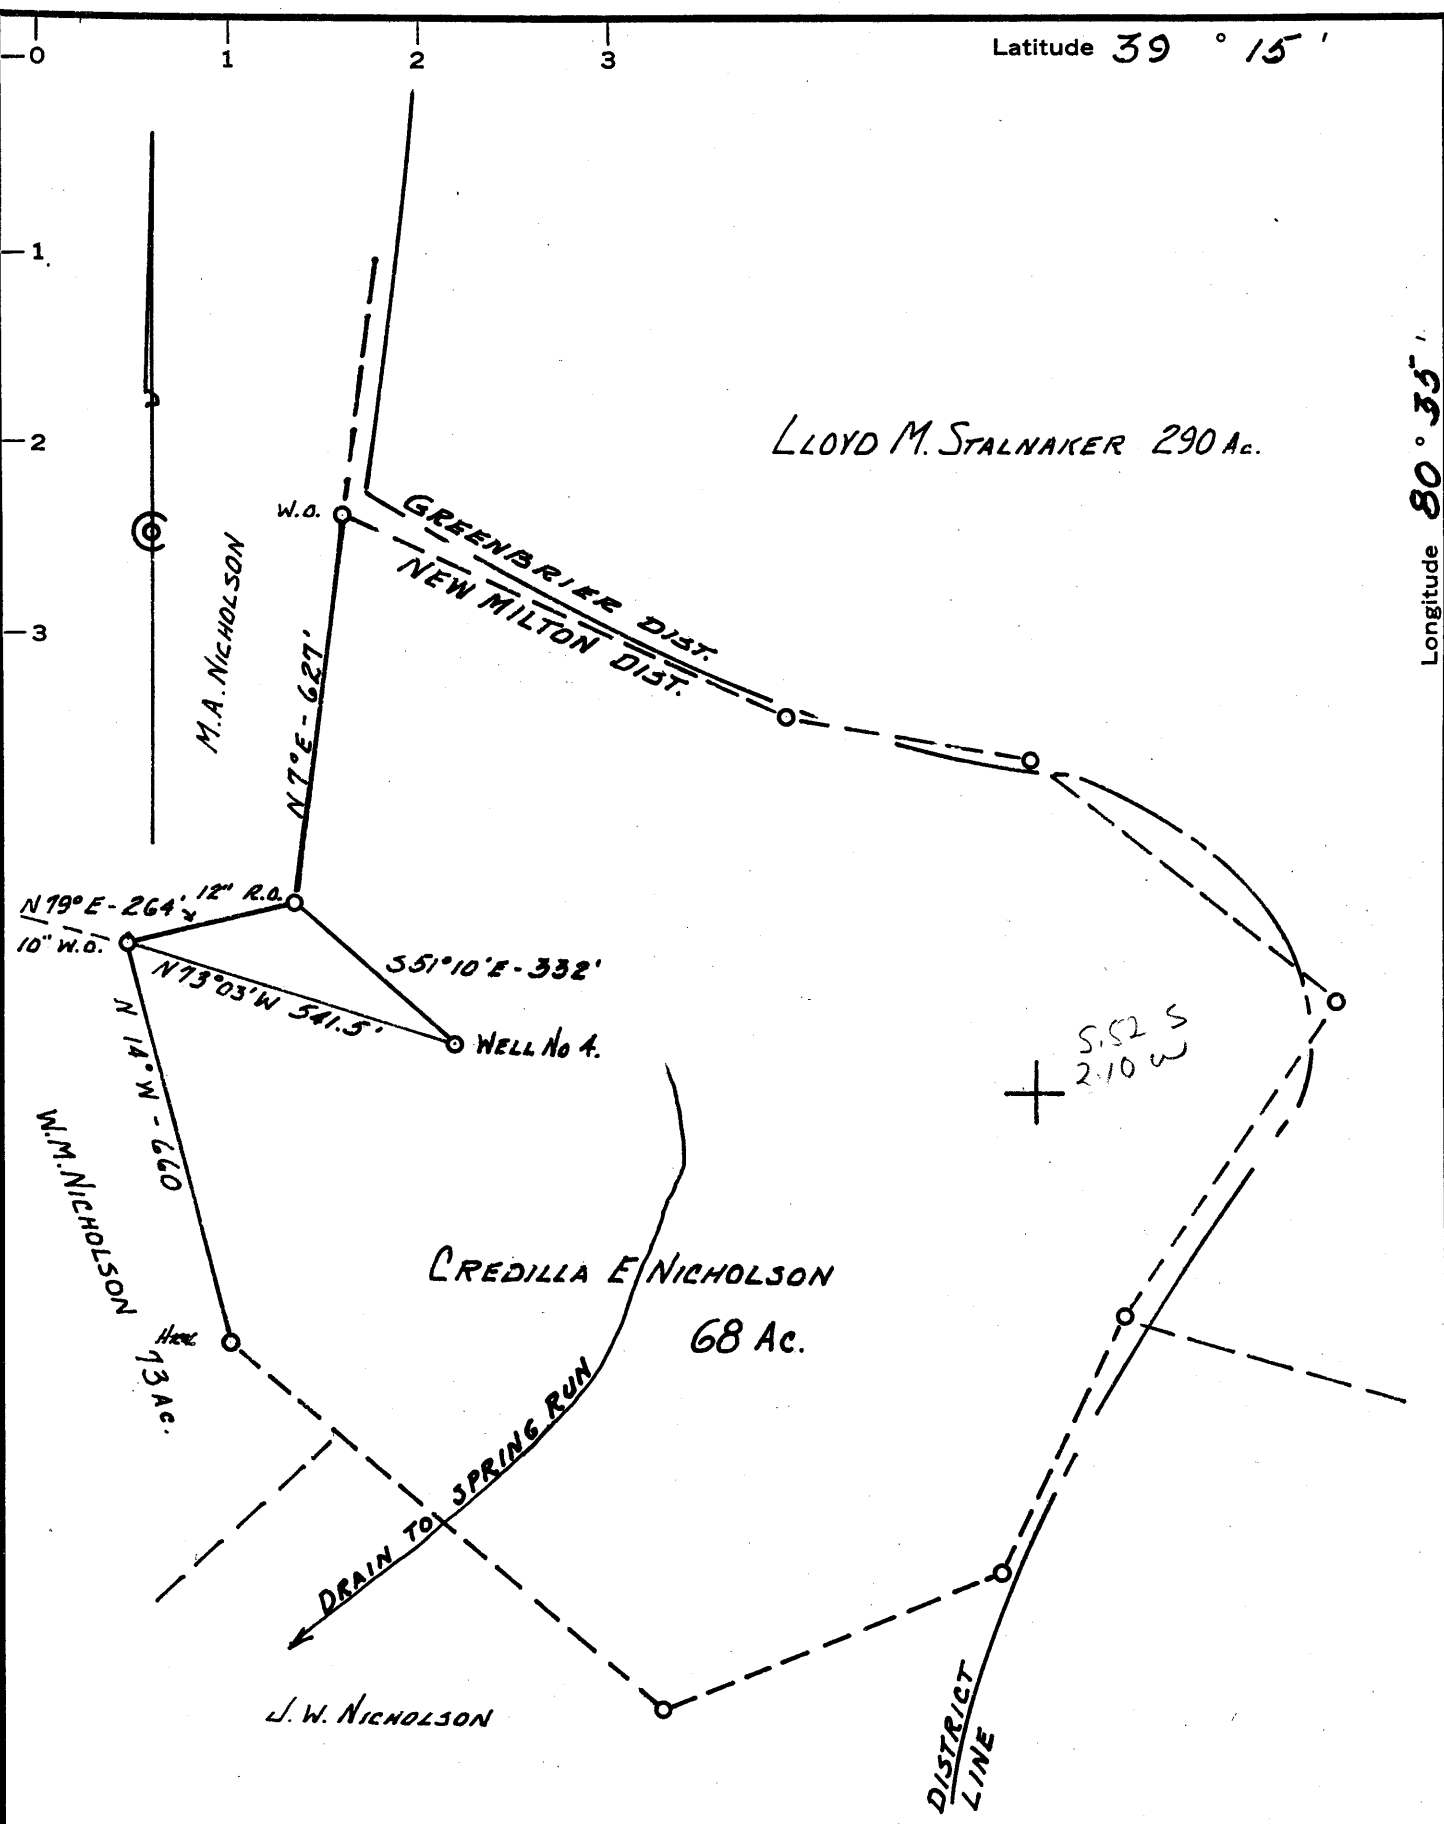 Latitude 39 ° 15 '
0 1 2 3
1
2
3
Longitude 80 ° 35 '
LLOYD M. STALNAKER 290 Ac.
W.O.
GREENBRIER DIST.
NEW MILTON DIST.
M.A. NICHOLSON
N 7° E - 627'
N 79° E - 264'
12" R.O.
10" W.O.
S 51° 10' E - 332'
N 73° 03' W 541.5'
WELL No 4.
N 14° W - 660
5.52 S
2.10 W
W.M. NICHOLSON
73 Ac.
CREDILLA E NICHOLSON
68 Ac.
DRAIN TO SPRING RUN
J.W. NICHOLSON
DISTRICT
LINE